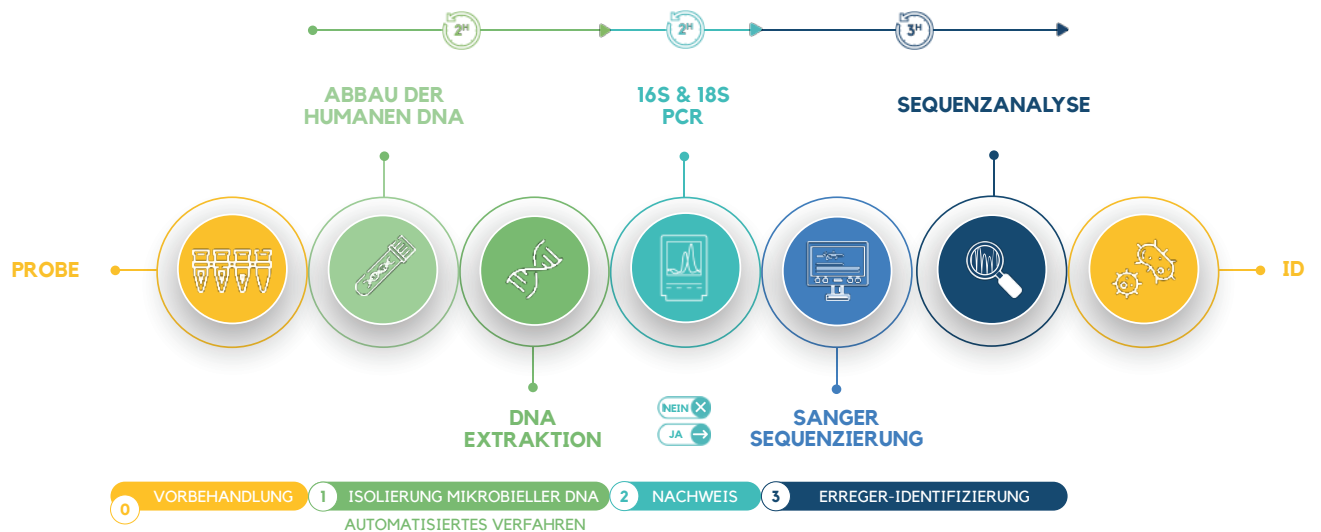 2H
2H
3H
ABBAU DER
HUMANEN DNA
16S & 18S
PCR
SEQUENZANALYSE
PROBE
ID
DNA
EXTRAKTION
NEIN
JA
SANGER
SEQUENZIERUNG
0 VORBEHANDLUNG
1 ISOLIERUNG MIKROBIELLER DNA
2 NACHWEIS
3 ERREGER-IDENTIFIZIERUNG
AUTOMATISIERTES VERFAHREN